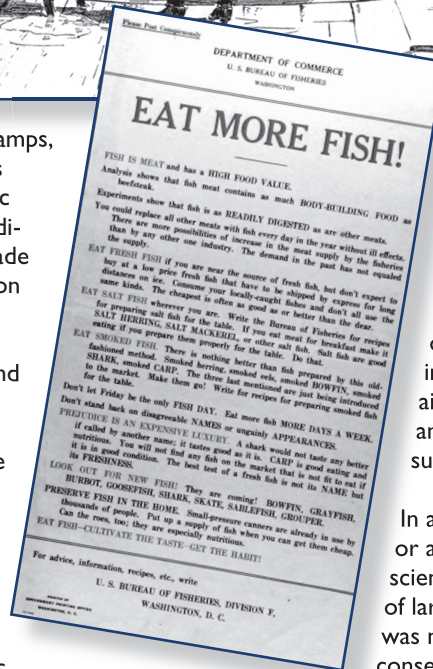 Please Post Conspicuously
DEPARTMENT OF COMMERCE
U. S. BUREAU OF FISHERIES
WASHINGTON
EAT MORE FISH!
FISH IS MEAT and has a HIGH FOOD VALUE.
Analysis shows that fish meat contains as much BODY-BUILDING FOOD as
beefsteak.
Experiments show that fish is as READILY DIGESTED as are other meats.
You could replace all other meats with fish every day in the year without ill effects.
There are more possibilities of increase in the meat supply by the fisheries
than by any other one industry. The demand in the past has not equaled
the supply.
EAT FRESH FISH if you are near the source of fresh fish, but don't expect to
buy at a low price fresh fish that have to be shipped by express for long
distances on ice. Consume your locally-caught fishes and don't all use the
same kinds. The cheapest is often as good as or better than the dear.
EAT SALT FISH wherever you are. Write the Bureau of Fisheries for recipes
for preparing salt fish for the table. If you eat meat for breakfast make it
SALT HERRING, SALT MACKEREL, or other salt fish. Salt fish are good
eating if you prepare them properly for the table. Do that.
EAT SMOKED FISH. There is nothing better than fish prepared by this old-
fashioned method. Smoked herring, smoked eels, smoked BOWFIN, smoked
SHARK, smoked CARP. The three last mentioned are just being introduced
to the market. Make them go! Write for recipes for preparing smoked fish
for the table.
Don't let Friday be the only FISH DAY. Eat more fish MORE DAYS A WEEK.
Don't stand back on disagreeable NAMES or ungainly APPEARANCES.
PREJUDICE IS AN EXPENSIVE LUXURY. A shark would not taste any better
if called by another name; it tastes good as it is. CARP is good eating and
nutritious. You will not find any fish on the market that is not fit to eat if
it is in good condition. The best test of a fresh fish is not its NAME but
its FRESHNESS.
LOOK OUT FOR NEW FISH! They are coming! BOWFIN, GRAYFISH,
BURBOT, GOOSEFISH, SHARK, SKATE, SABLEFISH, GROUPER.
PRESERVE FISH IN THE HOME. Small-pressure canners are already in use by
thousands of people. Put up a supply of fish when you can get them cheap.
Can the roes, too; they are especially nutritious.
EAT FISH—CULTIVATE THE TASTE—GET THE HABIT!
For advice, information, recipes, etc., write
U. S. BUREAU OF FISHERIES, DIVISION F,
WASHINGTON, D. C.
GOVERNMENT PRINTING OFFICE
WASHINGTON, D. C.
amps,
s
c
di-
ade
on
nd
e
In a
or a
scien
of lar
was n
conse